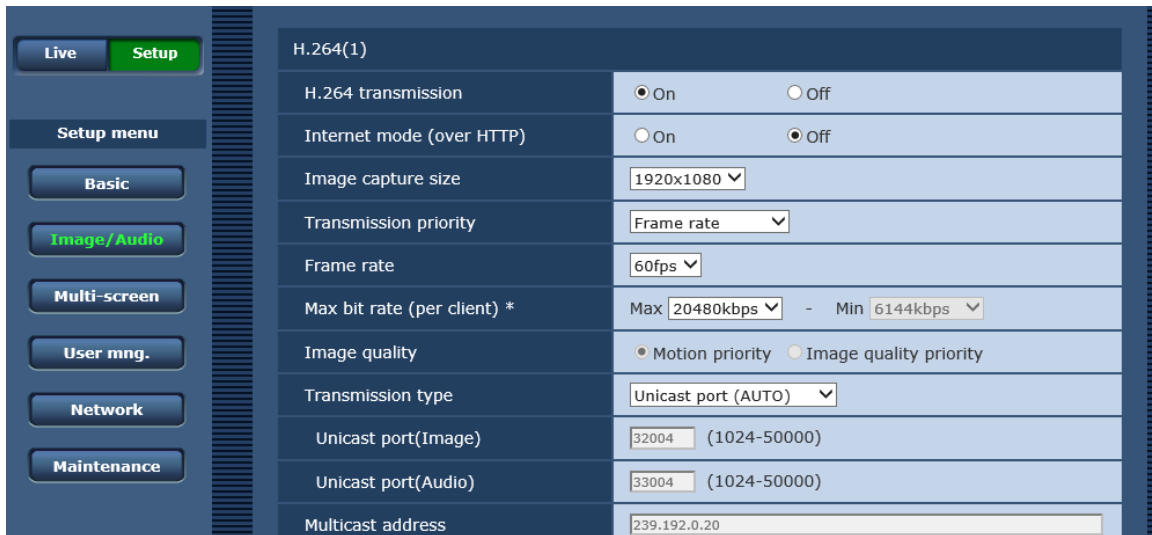 Live Setup
Setup menu
Basic
Image/Audio
Multi-screen
User mng.
Network
Maintenance
H.264(1)
H.264 transmission On Off
Internet mode (over HTTP) On Off
Image capture size 1920x1080
Transmission priority Frame rate
Frame rate 60fps
Max bit rate (per client) * Max 20480kbps - Min 6144kbps
Image quality Motion priority Image quality priority
Transmission type Unicast port (AUTO)
Unicast port(Image) 32004 (1024-50000)
Unicast port(Audio) 33004 (1024-50000)
Multicast address 239.192.0.20